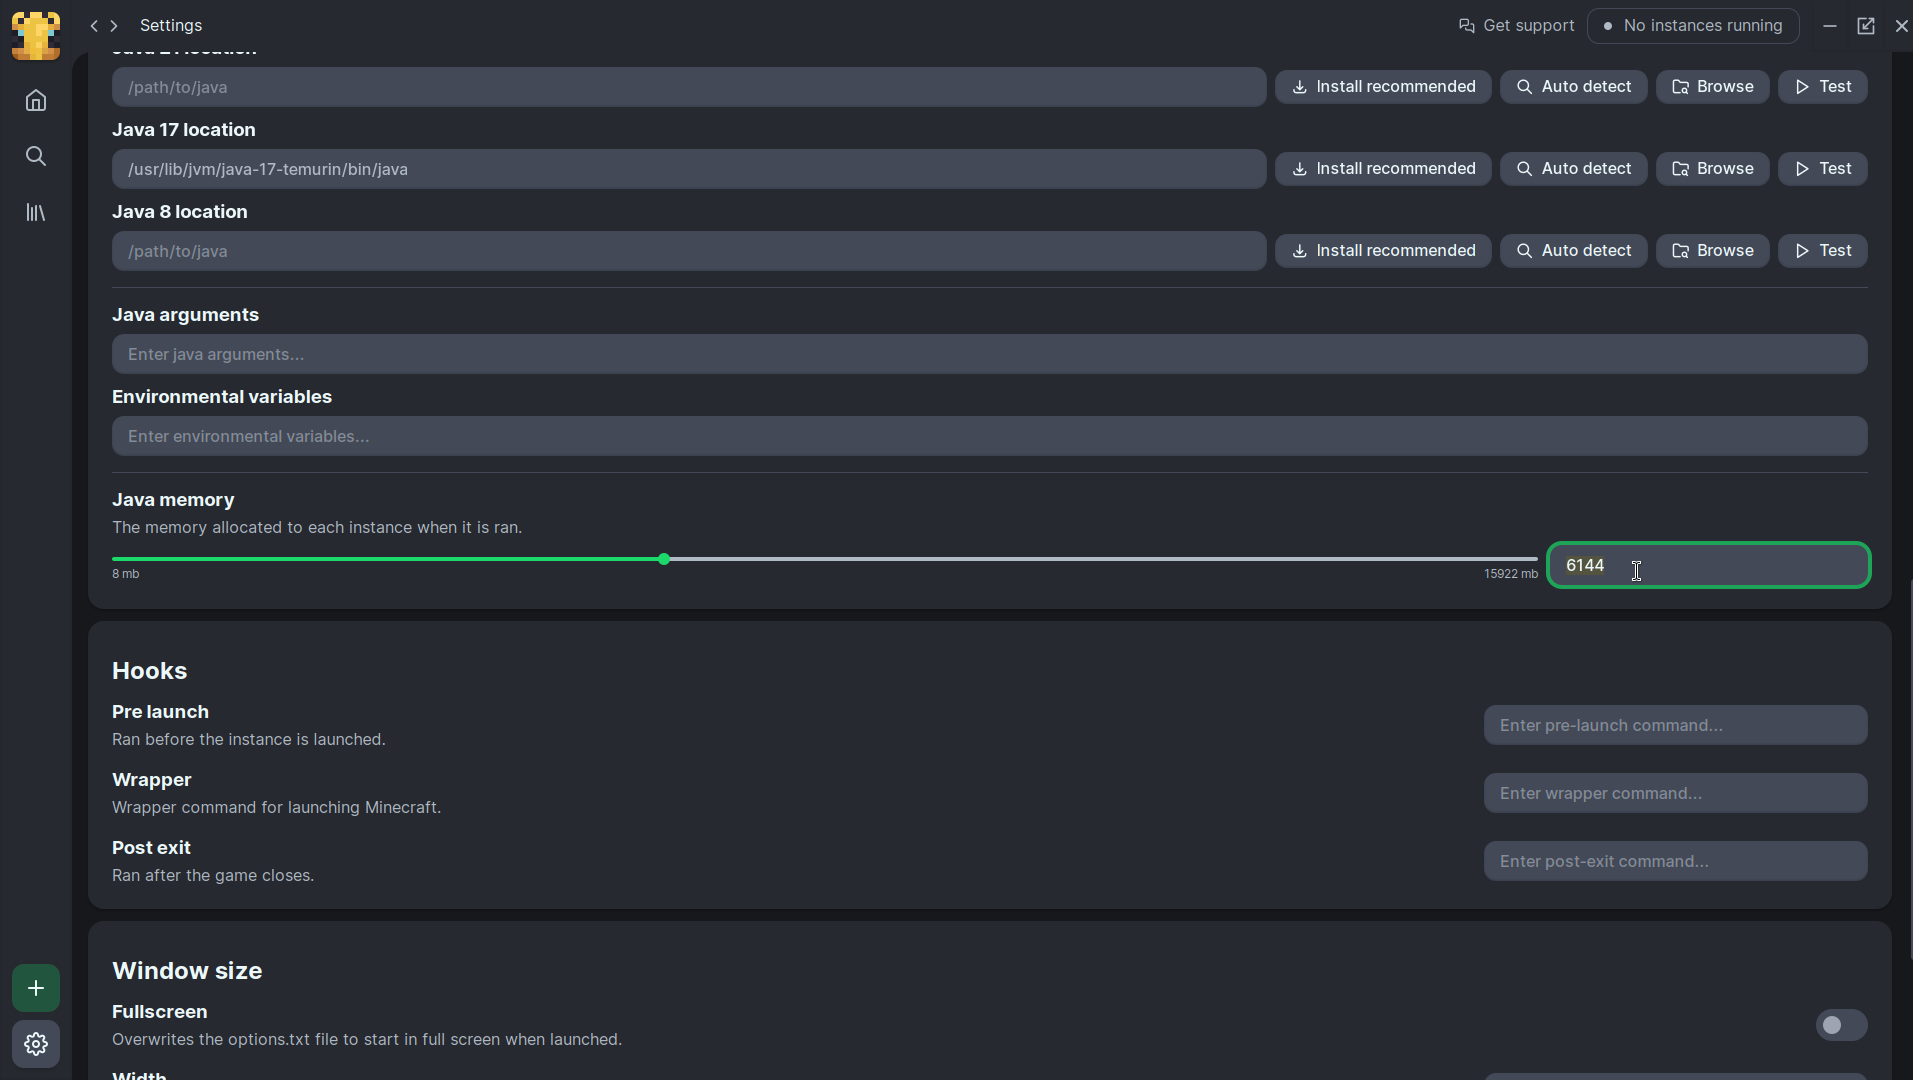 Settings
Get support
No instances running
Java 21 location
/path/to/java
Install recommended
Auto detect
Browse
Test
Java 17 location
/usr/lib/jvm/java-17-temurin/bin/java
Install recommended
Auto detect
Browse
Test
Java 8 location
/path/to/java
Install recommended
Auto detect
Browse
Test
Java arguments
Enter java arguments...
Environmental variables
Enter environmental variables...
Java memory
The memory allocated to each instance when it is ran.
8 mb
15922 mb
6144
Hooks
Pre launch
Ran before the instance is launched.
Enter pre-launch command...
Wrapper
Wrapper command for launching Minecraft.
Enter wrapper command...
Post exit
Ran after the game closes.
Enter post-exit command...
Window size
Fullscreen
Overwrites the options.txt file to start in full screen when launched.
Width